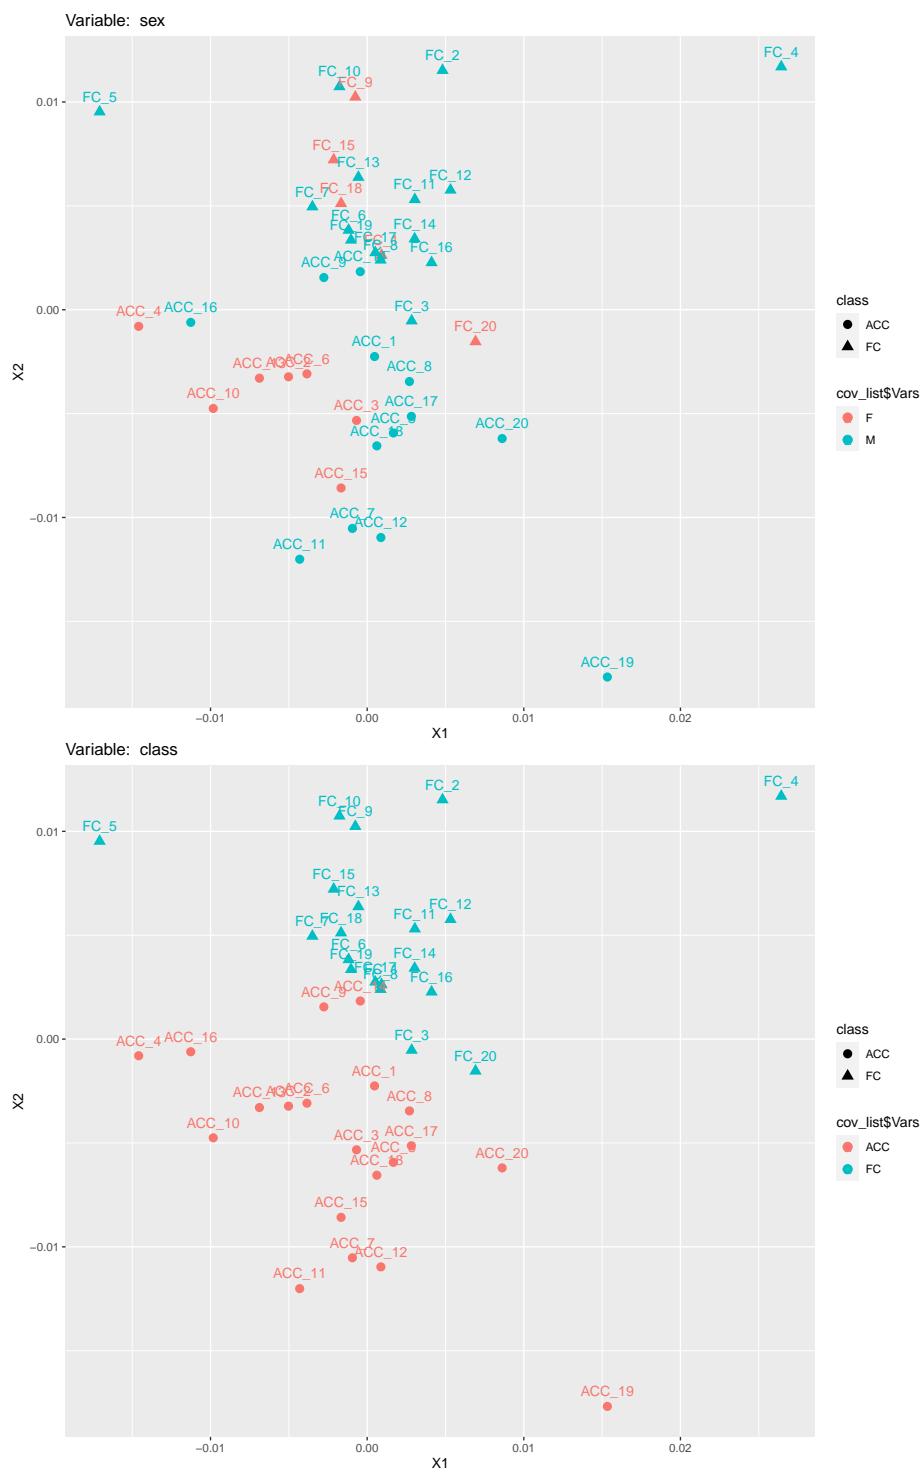 Variable: sex
FC_4
FC_2
FC_10
FC_9
FC_5
0.01
FC_15
FC_13
FC_12
FC_11
FC_7
FC_18
FC_6
FC_19
FC_14
FC_17
FC_8
FC_16
ACC_9
0.00
ACC_4
ACC_16
FC_3
FC_20
ACC_1
ACC_6
ACC_8
ACC_10
ACC_3
ACC_17
ACC_20
ACC_15
−0.01
ACC_7
ACC_12
ACC_11
ACC_19
X2
−0.01
0.00
0.01
0.02
X1
class
ACC
FC
cov_list$Vars
F
M
Variable: class
FC_4
FC_2
FC_10
FC_9
FC_5
0.01
FC_15
FC_13
FC_12
FC_11
FC_7
FC_18
FC_6
FC_19
FC_14
FC_17
FC_8
FC_16
ACC_9
0.00
ACC_4
ACC_16
FC_3
FC_20
ACC_1
ACC_6
ACC_8
ACC_10
ACC_3
ACC_17
ACC_20
ACC_15
−0.01
ACC_7
ACC_12
ACC_11
ACC_19
X2
−0.01
0.00
0.01
0.02
X1
class
ACC
FC
cov_list$Vars
ACC
FC